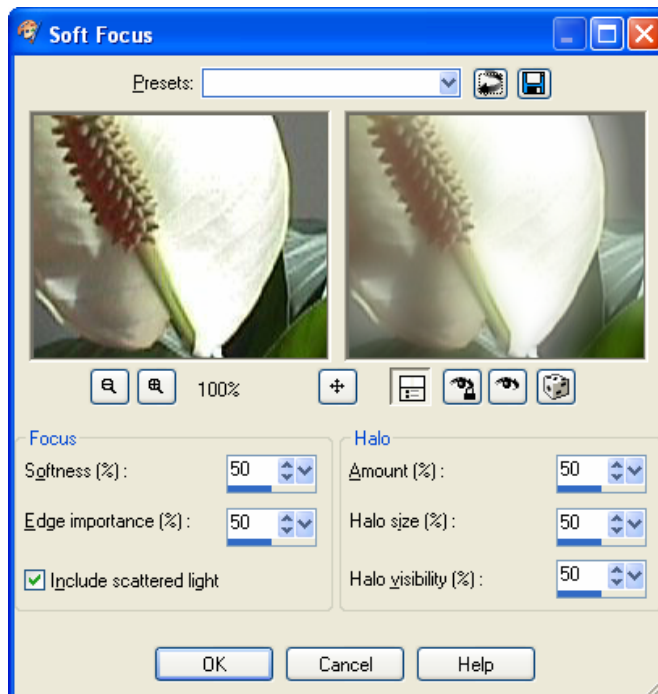 Soft Focus
Presets:
100%
Focus
Softness (%) : 50
Edge importance (%) : 50
Include scattered light
Halo
Amount (%) : 50
Halo size (%) : 50
Halo visibility (%) : 50
OK Cancel Help